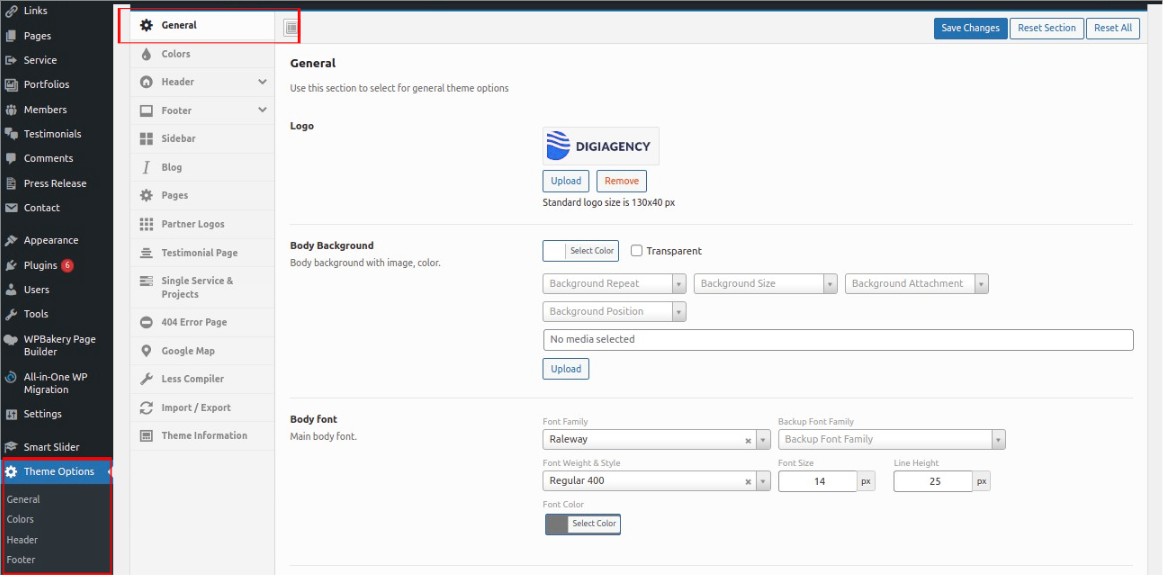 Links
Pages
Service
Portfolios
Members
Testimonials
Comments
Press Release
Contact
Appearance
Plugins 6
Users
Tools
WPBakery Page
Builder
All-in-One WP
Migration
Settings
Smart Slider
Theme Options
General
Colors
Header
Footer
General
Colors
Header
Footer
Sidebar
Blog
Pages
Partner Logos
Testimonial Page
Single Service &
Projects
404 Error Page
Google Map
Less Compiler
Import / Export
Theme Information
Save Changes Reset Section Reset All
General
Use this section to select for general theme options
Logo
DIGIAGENCY
Upload Remove
Standard logo size is 130x40 px
Body Background
Body background with image, color.
Select Color Transparent
Background Repeat Background Size Background Attachment
Background Position
No media selected
Upload
Body font
Main body font.
Font Family Backup Font Family
Raleway Backup Font Family
Font Weight & Style Font Size Line Height
Regular 400 14 px 25 px
Font Color
Select Color